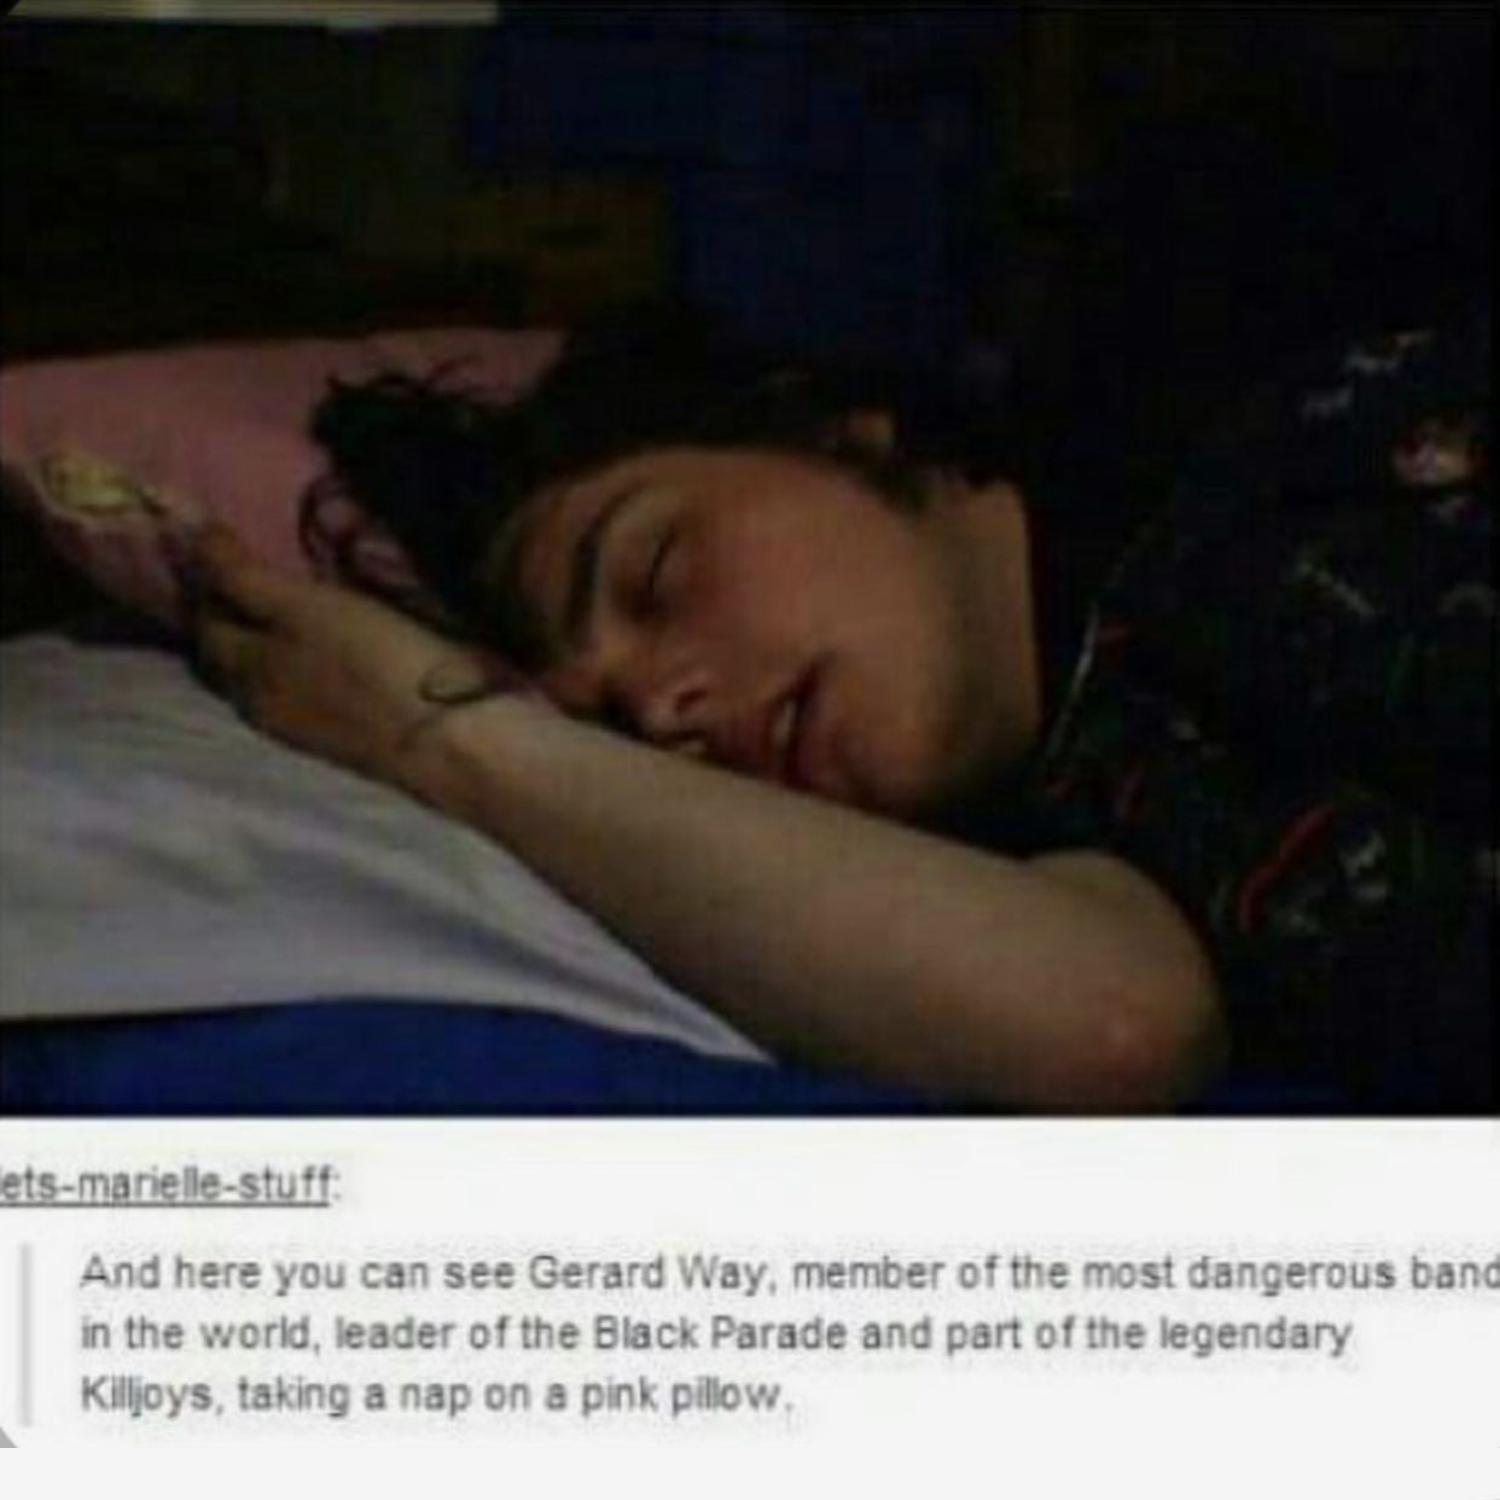 lets-marielle-stuff:
And here you can see Gerard Way, member of the most dangerous band
in the world, leader of the Black Parade and part of the legendary
Killjoys, taking a nap on a pink pillow.